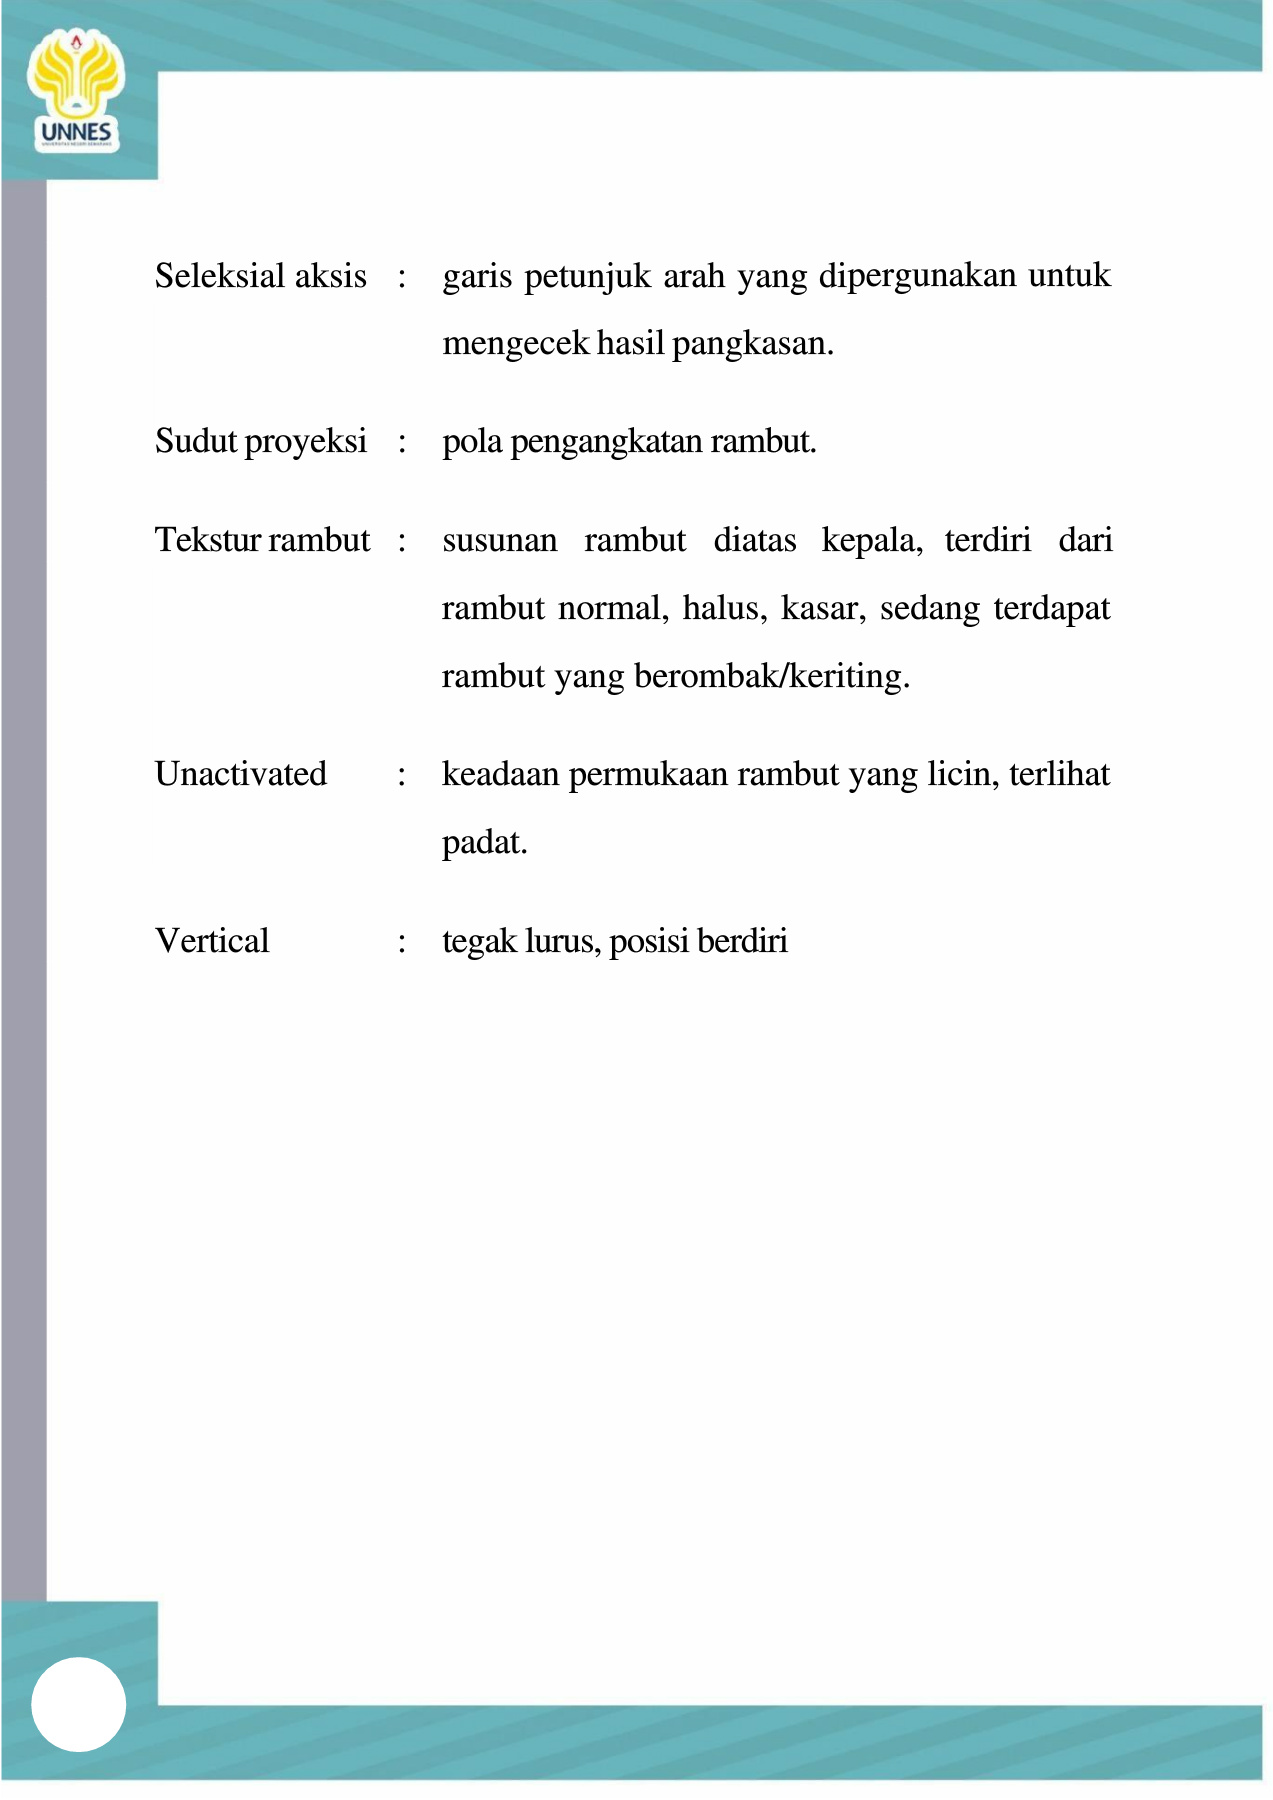 UNNES
UNIVERSITAS NEGERI SEMARANG
Seleksial aksis : garis petunjuk arah yang dipergunakan untuk
mengecek hasil pangkasan.
Sudut proyeksi : pola pengangkatan rambut.
Tekstur rambut : susunan rambut diatas kepala, terdiri dari
rambut normal, halus, kasar, sedang terdapat
rambut yang berombak/keriting.
Unactivated : keadaan permukaan rambut yang licin, terlihat
padat.
Vertical : tegak lurus, posisi berdiri